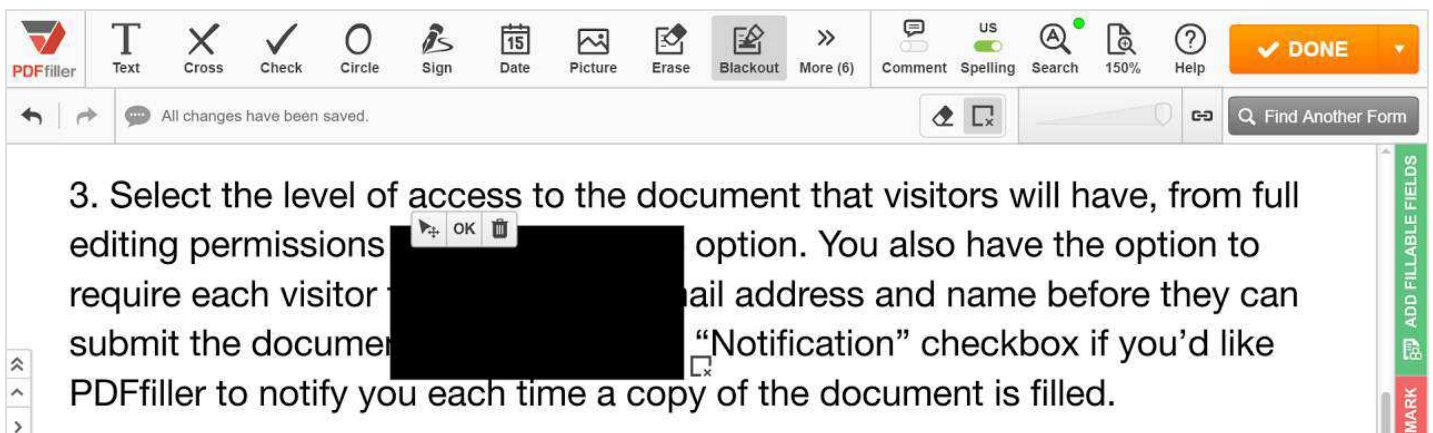 PDFfiller
Text
Cross
Check
Circle
Sign
15
Date
Picture
Erase
Blackout
More (6)
Comment
US
Spelling
Search
150%
Help
DONE
All changes have been saved.
Find Another Form
3. Select the level of access to the document that visitors will have, from full
OK
editing permissions option. You also have the option to
require each visitor address and name before they can
submit the “Notification” checkbox if you’d like
PDFfiller to notify you each time a copy of the document is filled.
ADD FILLABLE FIELDS